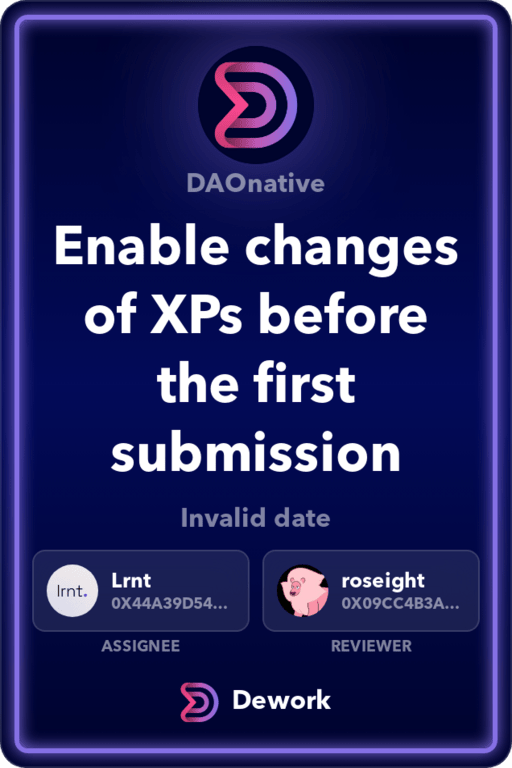 DAOnative
Enable changes
of XPs before
the first
submission
Invalid date
lrnt.
Lrnt
0X44A39D54...
roseight
0X09CC4B3A...
ASSIGNEE
REVIEWER
Dework